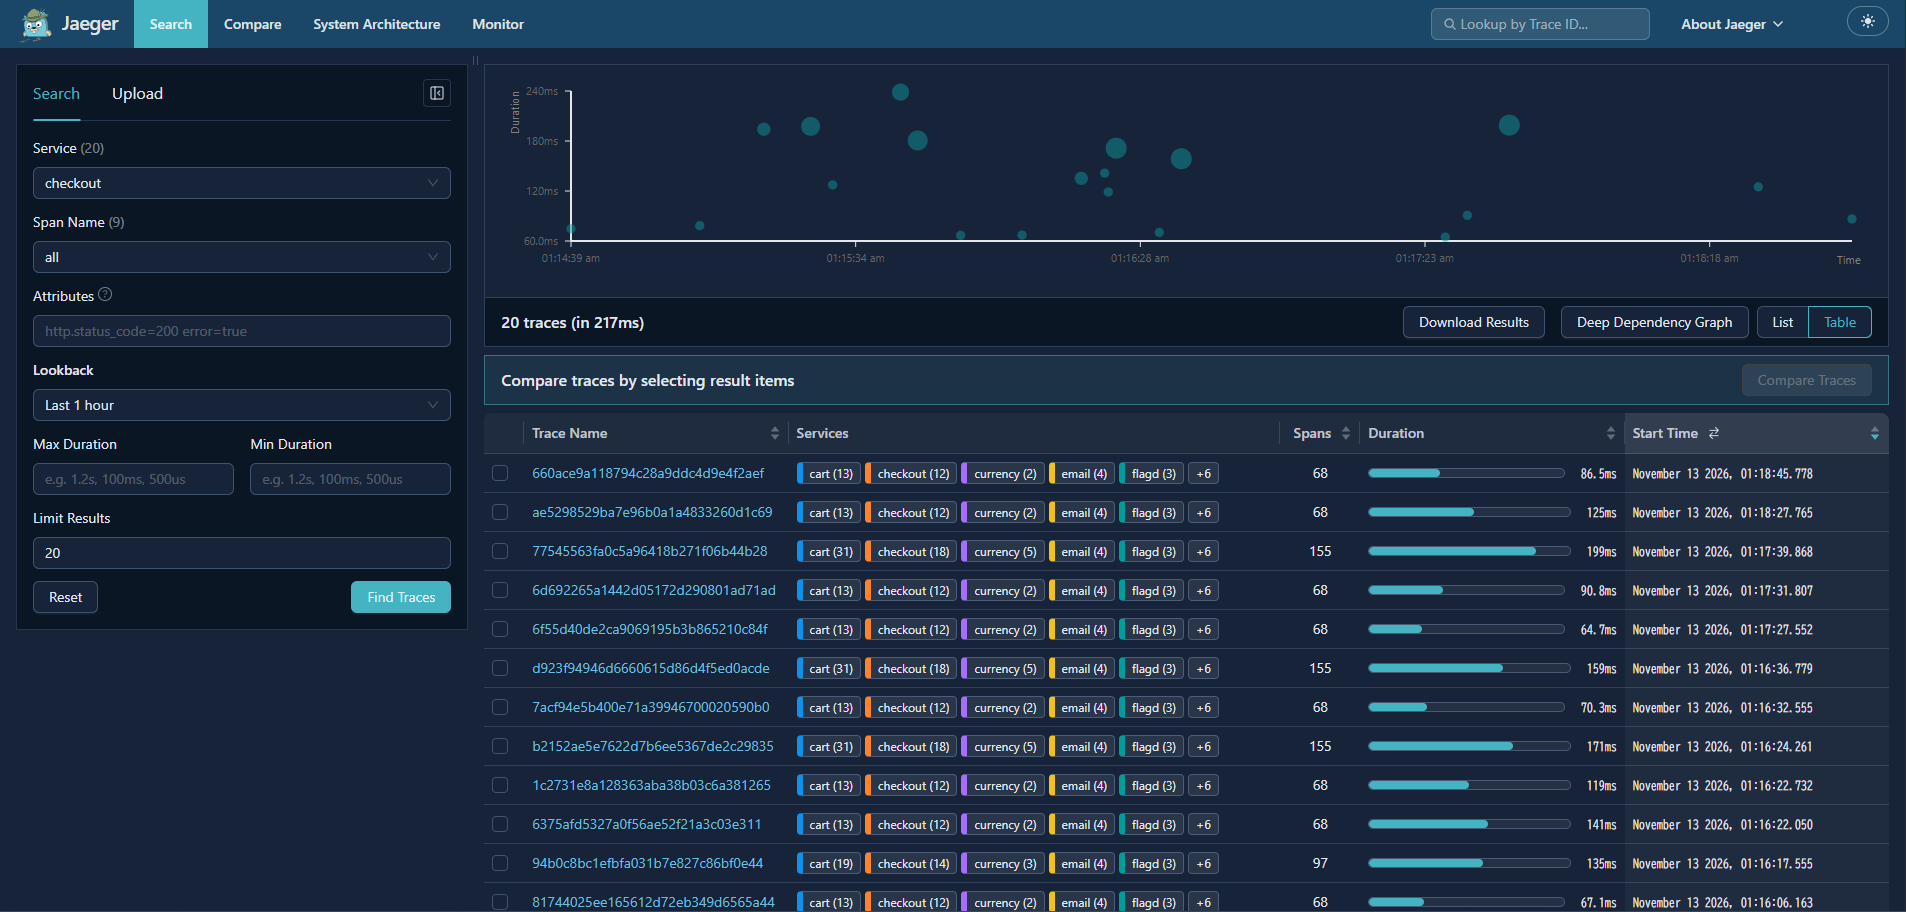 Jaeger
Search
Compare
System Architecture
Monitor
Lookup by Trace ID...
About Jaeger
Search
Upload
Service (20)
checkout
Span Name (9)
all
Attributes
http.status_code=200 error=true
Lookback
Last 1 hour
Max Duration Min Duration
e.g. 1.2s, 100ms, 500us e.g. 1.2s, 100ms, 500us
Limit Results
20
Reset Find Traces
Duration
240ms
180ms
120ms
60.0ms
01:14:39 am 01:15:34 am 01:16:28 am 01:17:23 am 01:18:18 am Time
20 traces (in 217ms) Download Results Deep Dependency Graph List Table
Compare traces by selecting result items Compare Traces
Trace Name Services Spans Duration Start Time
660ace9a118794c28a9ddc4d9e4f2aef cart (13) checkout (12) currency (2) email (4) flagd (3) +6 68 86.5ms November 13 2026, 01:18:45.778
ae5298529ba7e96b0a1a4833260d1c69 cart (13) checkout (12) currency (2) email (4) flagd (3) +6 68 125ms November 13 2026, 01:18:27.765
77545563fa0c5a96418b271f06b44b28 cart (31) checkout (18) currency (5) email (4) flagd (3) +6 155 199ms November 13 2026, 01:17:39.868
6d692265a1442d05172d290801ad71ad cart (13) checkout (12) currency (2) email (4) flagd (3) +6 68 90.8ms November 13 2026, 01:17:31.807
6f55d40de2ca9069195b3b865210c84f cart (13) checkout (12) currency (2) email (4) flagd (3) +6 68 64.7ms November 13 2026, 01:17:27.552
d923f94946d6660615d86d4f5ed0acde cart (31) checkout (18) currency (5) email (4) flagd (3) +6 155 159ms November 13 2026, 01:16:36.779
7acf94e5b400e71a39946700020590b0 cart (13) checkout (12) currency (2) email (4) flagd (3) +6 68 70.3ms November 13 2026, 01:16:32.555
b2152ae5e7622d7b6ee5367de2c29835 cart (31) checkout (18) currency (5) email (4) flagd (3) +6 155 171ms November 13 2026, 01:16:24.261
1c2731e8a128363aba38b03c6a381265 cart (13) checkout (12) currency (2) email (4) flagd (3) +6 68 119ms November 13 2026, 01:16:22.732
6375afd5327a0f56ae52f21a3c03e311 cart (13) checkout (12) currency (2) email (4) flagd (3) +6 68 141ms November 13 2026, 01:16:22.050
94b0c8bc1efbfa031b7e827c86bf0e44 cart (19) checkout (14) currency (3) email (4) flagd (3) +6 97 135ms November 13 2026, 01:16:17.555
81744025ee165612d72eb349d6565a44 cart (13) checkout (12) currency (2) email (4) flagd (3) +6 68 67.1ms November 13 2026, 01:16:06.163